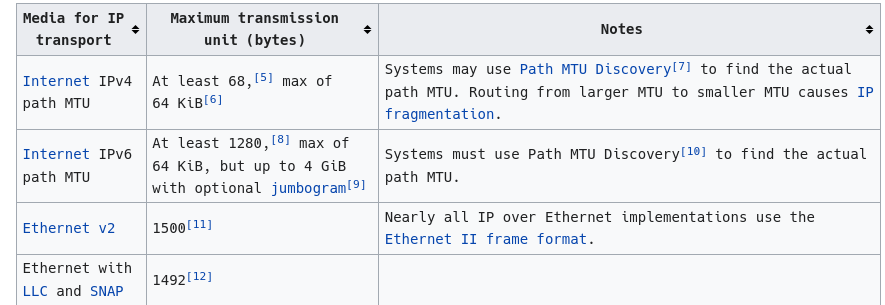 Media for IP transport
Maximum transmission unit (bytes)
Notes
Internet IPv4 path MTU
At least 68,[5] max of 64 KiB[6]
Systems may use Path MTU Discovery[7] to find the actual
path MTU. Routing from larger MTU to smaller MTU causes IP
fragmentation.
Internet IPv6 path MTU
At least 1280,[8] max of
64 KiB, but up to 4 GiB
with optional jumbogram[9]
Systems must use Path MTU Discovery[10] to find the actual
path MTU.
Ethernet v2
1500[11]
Nearly all IP over Ethernet implementations use the
Ethernet II frame format.
Ethernet with
LLC and SNAP
1492[12]